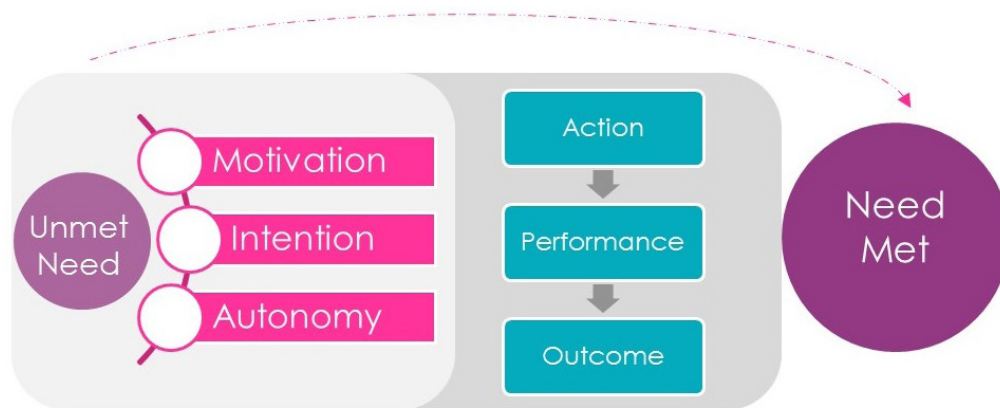 Unmet
Need
Motivation
Intention
Autonomy
Action
Performance
Outcome
Need
Met